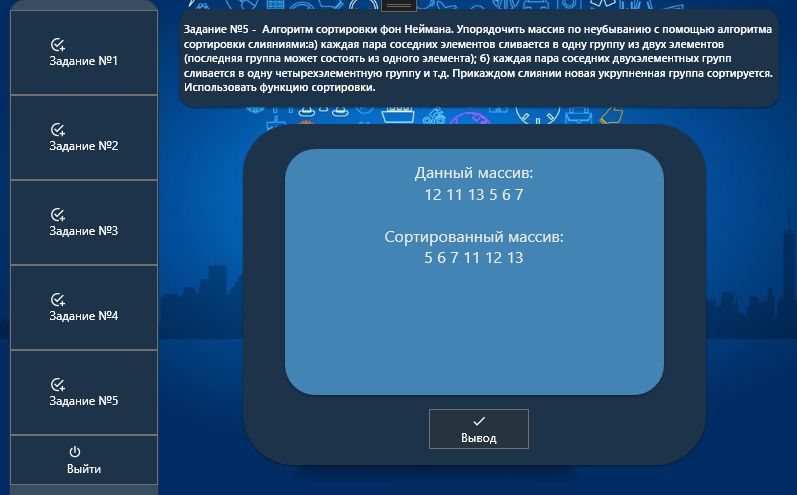 Задание №1
Задание №2
Задание №3
Задание №4
Задание №5
Выйти
Задание №5 - Алгоритм сортировки фон Неймана. Упорядочить массив по неубыванию с помощью алгоритма
сортировки слияниями:а) каждая пара соседних элементов сливается в одну группу из двух элементов
(последняя группа может состоять из одного элемента); б) каждая пара соседних двухэлементных групп
сливается в одну четырехэлементную группу и т.д. Прикаждом слиянии новая укрупненная группа сортируется.
Использовать функцию сортировки.
Данный массив:
12 11 13 5 6 7
Сортированный массив:
5 6 7 11 12 13
Вывод